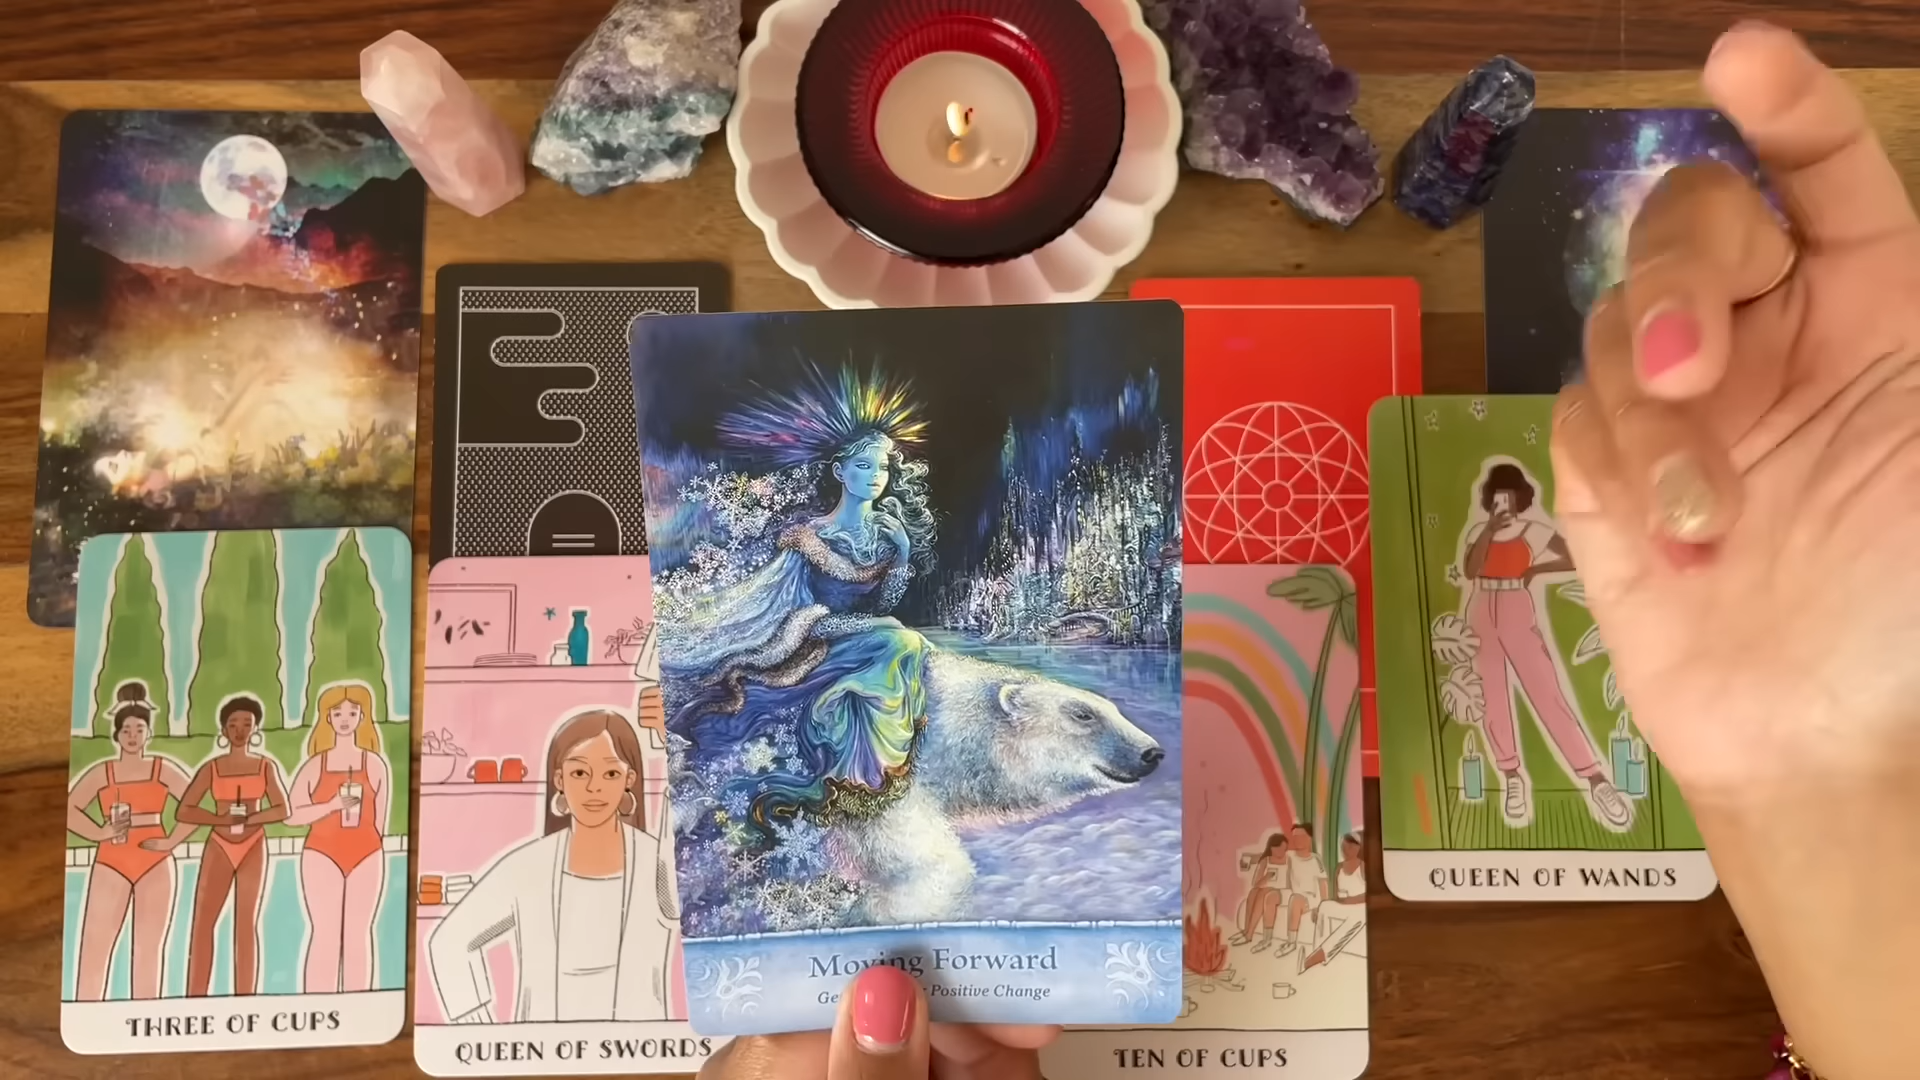 Moving Forward
Positive Change
QUEEN OF WANDS
THREE OF CUPS
QUEEN OF SWORDS
TEN OF CUPS